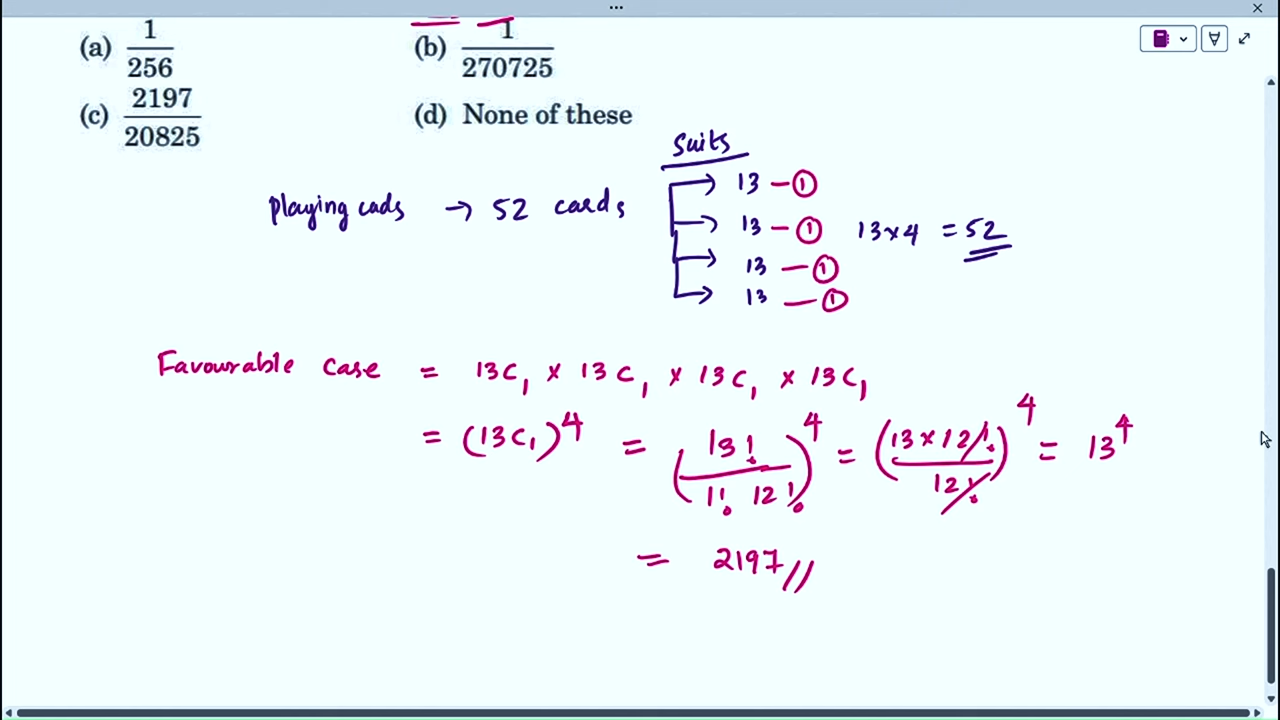 (a) 1/256 (b) 1/270725
(c) 2197/20825 (d) None of these
Suits
13 - ①
Playing cads → 52 cards
13 - ① 13×4 = 52
13 - ①
13 - ①
Favourable case = 13C₁ × 13C₁ × 13C₁ × 13C₁
= (13C₁)⁴ = (13!/1! 12!)⁴ = (13×12!/12!)⁴ = 13⁴
= 2197//